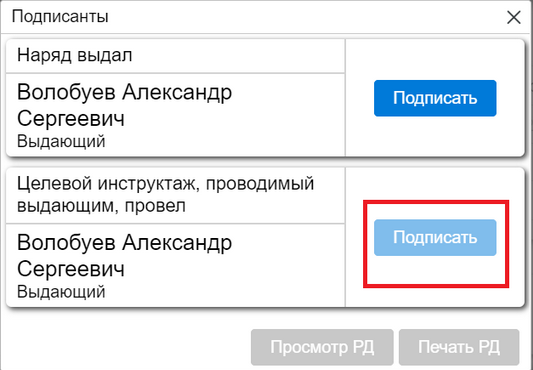 Подписанты
Наряд выдал
Волобуев Александр
Сергеевич
Выдающий
Подписать
Целевой инструктаж, проводимый
выдающим, провел
Волобуев Александр
Сергеевич
Выдающий
Подписать
Просмотр РД
Печать РД